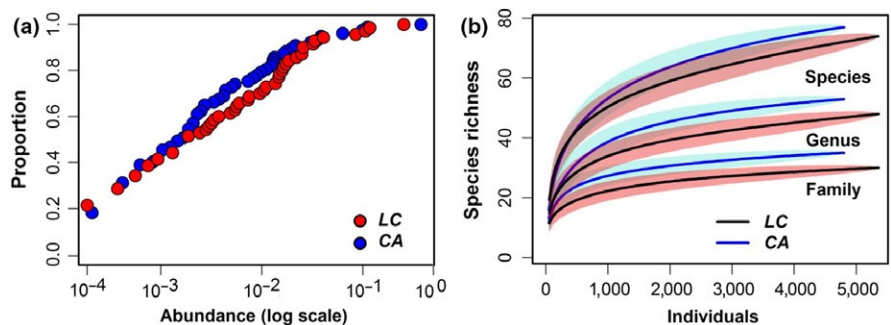 (a)
Proportion
1.0
0.8
0.6
0.4
0.2
0.0
LC
CA
10⁻⁴ 10⁻³ 10⁻² 10⁻¹ 10⁰
Abundance (log scale)
(b)
Species richness
80
60
40
20
0
Species
Genus
Family
LC
CA
0 1,000 2,000 3,000 4,000 5,000
Individuals